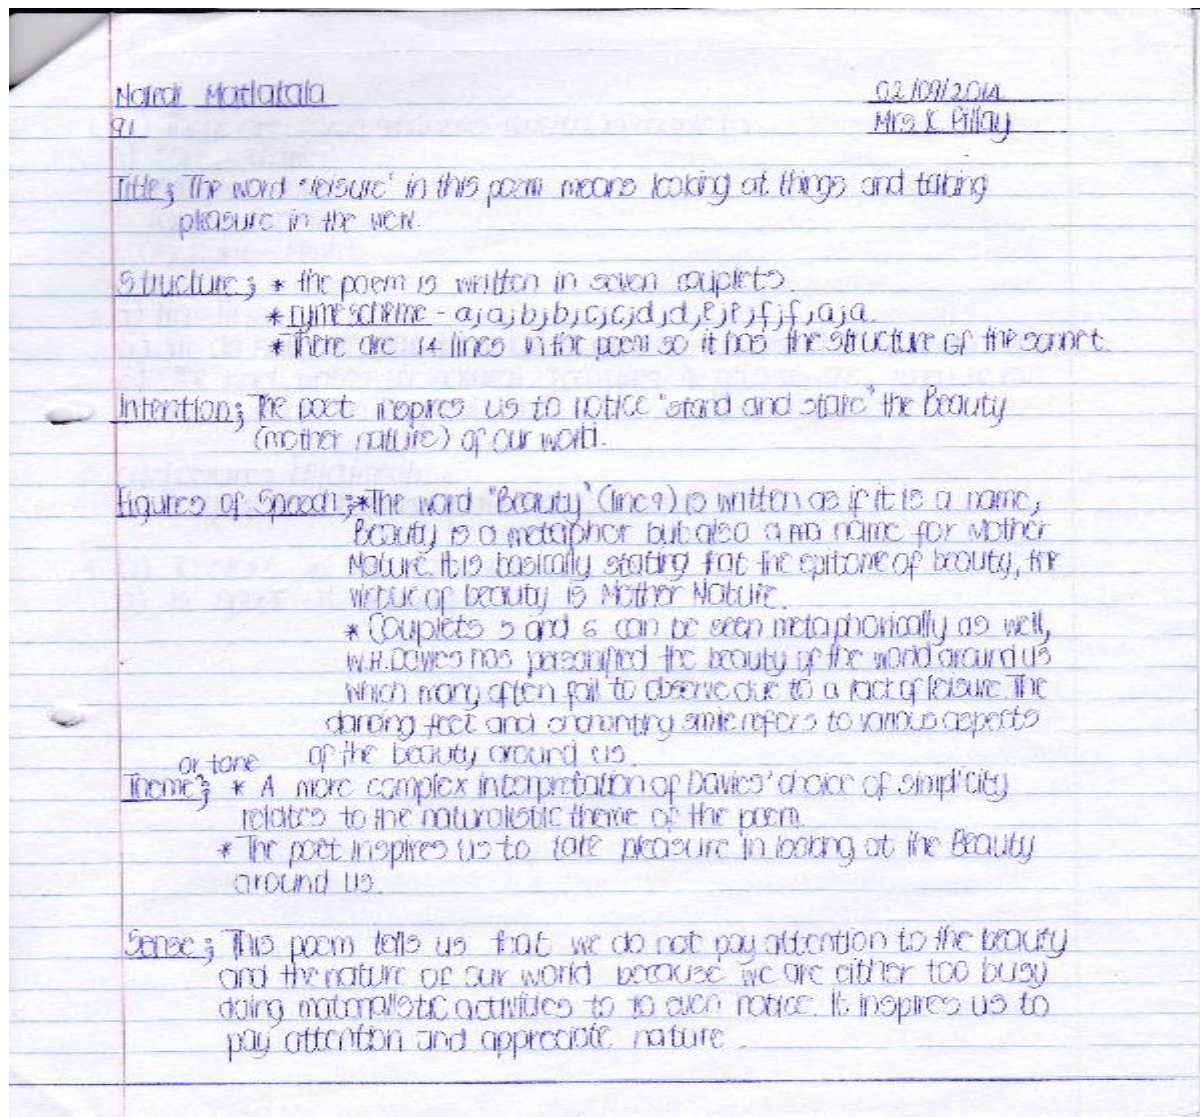 Matlatala
02/09/2014
91
Mrs K Pillay
Title; The word "leisure" in this poem means looking at things and taking
pleasure in the view.
Structure; * the poem is written in seven couplets.
* rymescheme - a;a;b;b;c;c;d;d;e;e;f;f;a;a.
* There are 14 lines in the poem so it has the structure of the sonnet.
Intention; The poet inspires us to notice "stand and stare" the Beauty
(mother nature) of our world.
Figures of Speech; *The word "Beauty" (line 9) is written as if it is a name,
Beauty is a metaphor but also a name for Mother
Nature. It is basically stating that the epitome of beauty, the
virtue of beauty is Mother Nature.
* Couplets 5 and 6 can be seen metaphorically as well,
W.H. Davies has personified the beauty of the world around us
which many often fail to observe due to a lack of leisure. The
dancing feet and enchanting smile refers to various aspects
of the beauty around us.
or tone
Theme; * A more complex interpretation of Davies' choice of simplicity
relates to the naturalistic theme of the poem.
* The poet inspires us to take pleasure in looking at the Beauty
around us.
Sense; This poem tells us that we do not pay attention to the beauty
and the nature of our world because we are either too busy
doing materialistic activities to to even notice. It inspires us to
pay attention and appreciate nature.